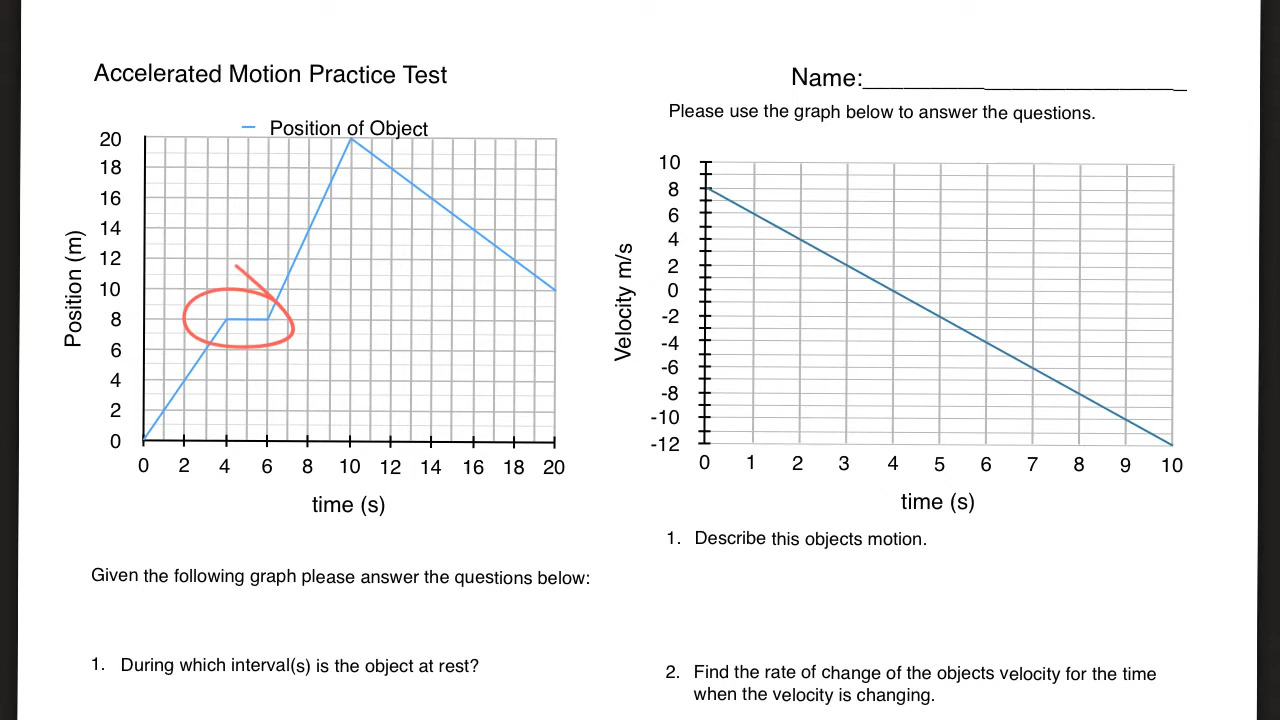 Accelerated Motion Practice Test
Position of Object
20
18
16
14
12
10
8
6
4
2
0
Position (m)
0 2 4 6 8 10 12 14 16 18 20
time (s)
Given the following graph please answer the questions below:
1. During which interval(s) is the object at rest?
Name:
Please use the graph below to answer the questions.
10
8
6
4
2
0
-2
-4
-6
-8
-10
-12
Velocity m/s
0 1 2 3 4 5 6 7 8 9 10
time (s)
1. Describe this objects motion.
2. Find the rate of change of the objects velocity for the time
when the velocity is changing.